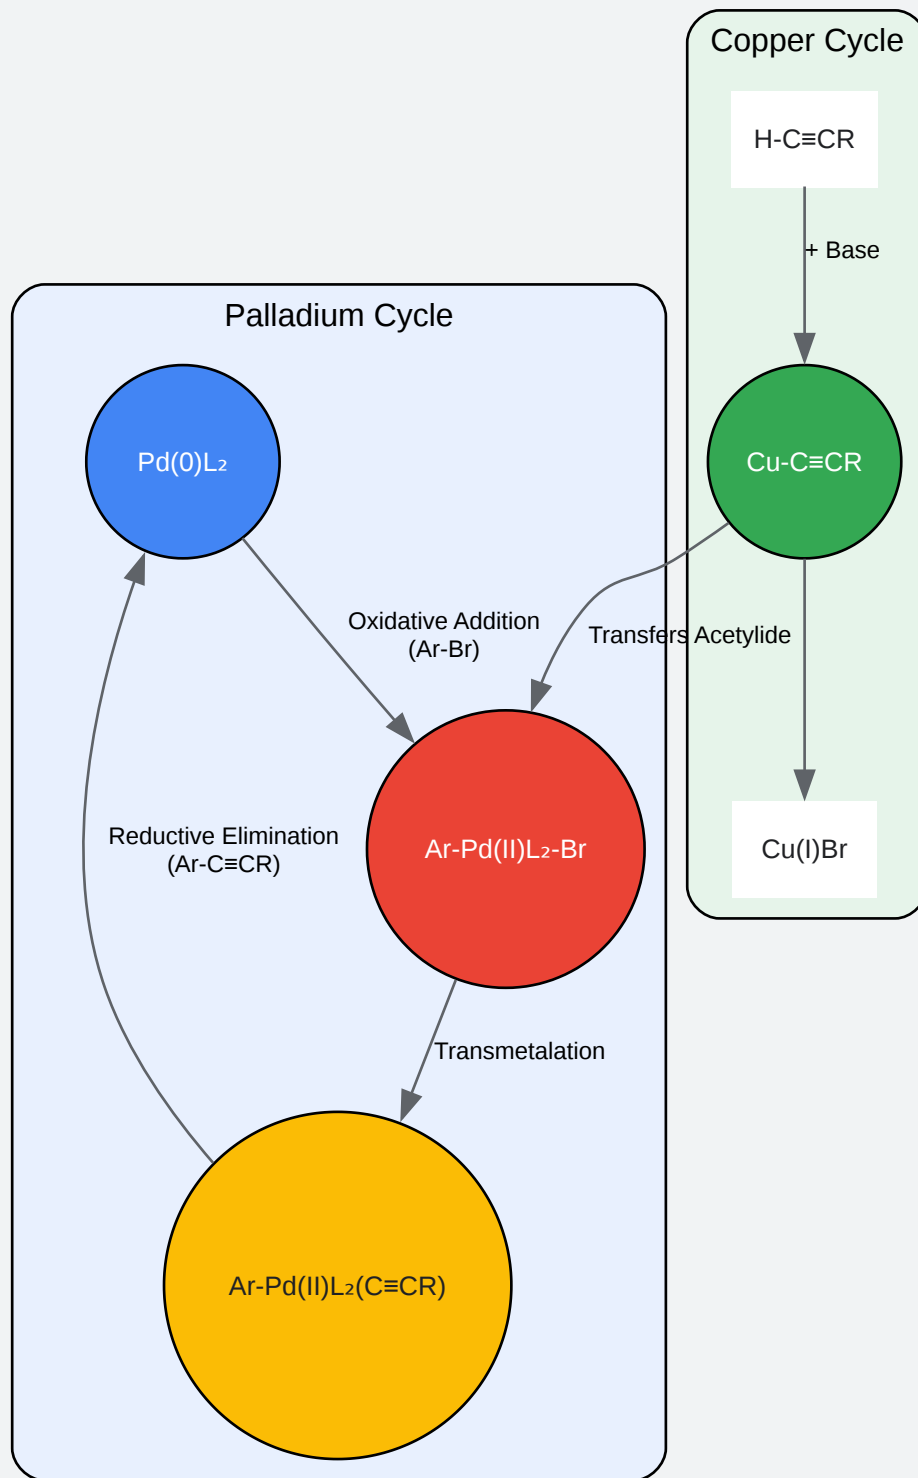 Copper Cycle
H-C≡CR
+ Base
Palladium Cycle
Pd(0)L₂
Cu-C≡CR
Oxidative Addition
(Ar-Br)
Transfers Acetylide
Reductive Elimination
(Ar-C≡CR)
Ar-Pd(II)L₂-Br
Cu(I)Br
Transmetalation
Ar-Pd(II)L₂(C≡CR)